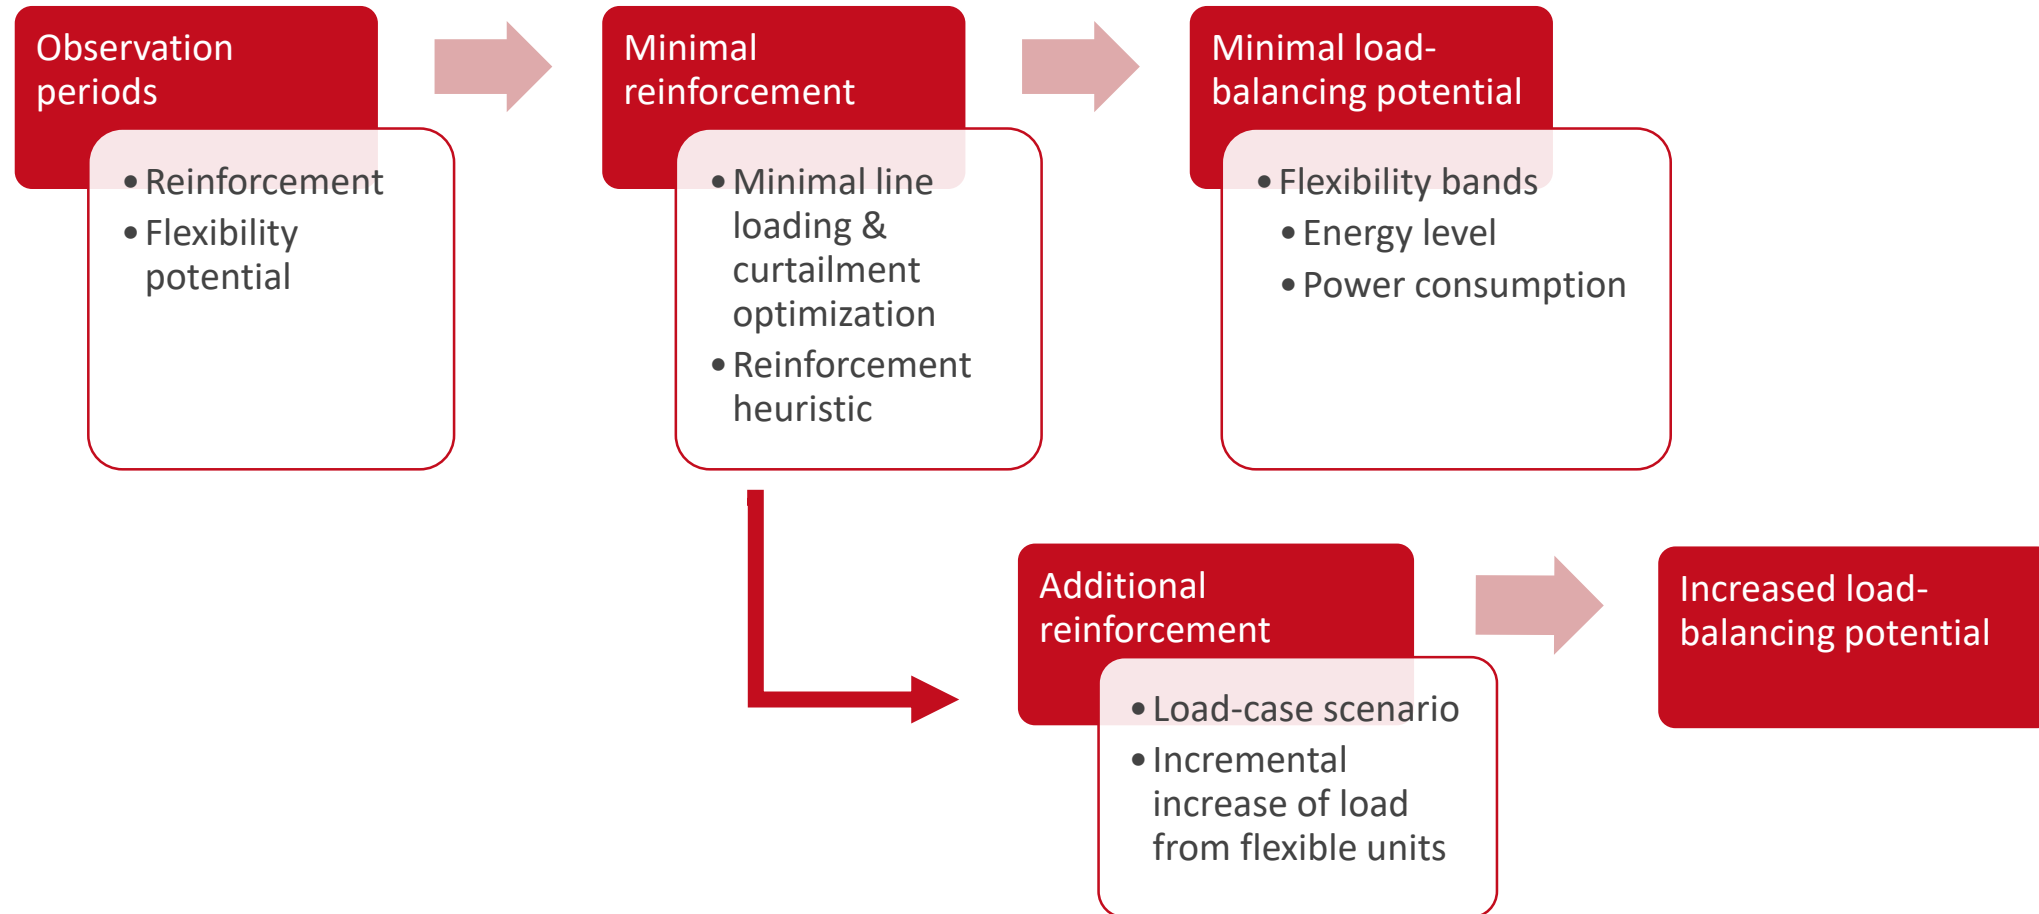 Observation
periods
• Reinforcement
• Flexibility
potential
Minimal
reinforcement
• Minimal line
loading &
curtailment
optimization
• Reinforcement
heuristic
Minimal load-
balancing potential
• Flexibility bands
• Energy level
• Power consumption
Additional
reinforcement
• Load-case scenario
• Incremental
increase of load
from flexible units
Increased load-
balancing potential